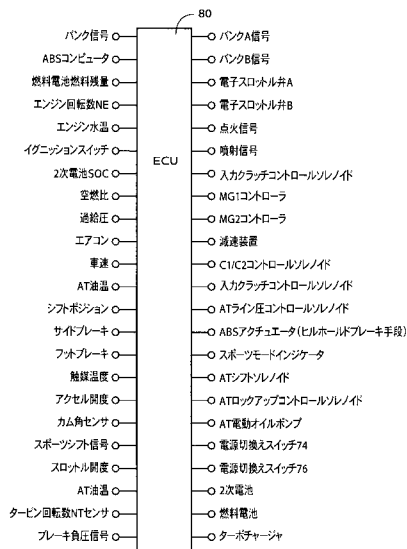 80
バンク信号
ABSコンピュータ
燃料電池燃料残量
エンジン回転数NE
エンジン水温
イグニッションスイッチ
2次電池SOC
空燃比
過給圧
エアコン
車速
AT油温
シフトポジション
サイドブレーキ
フットブレーキ
触媒温度
アクセル開度
カム角センサ
スポーツシフト信号
スロットル開度
AT油温
タービン回転数NTセンサ
ブレーキ負圧信号
ECU
バンクA信号
バンクB信号
電子スロットル弁A
電子スロットル弁B
点火信号
噴射信号
入力クラッチコントロールソレノイド
MG1コントローラ
MG2コントローラ
減速装置
C1/C2コントロールソレノイド
入力クラッチコントロールソレノイド
ATライン圧コントロールソレノイド
ABSアクチュエータ(ヒルホールドブレーキ手段)
スポーツモードインジケータ
ATシフトソレノイド
ATロックアップコントロールソレノイド
AT電動オイルポンプ
電源切換えスイッチ74
電源切換えスイッチ76
2次電池
燃料電池
ターボチャージャ